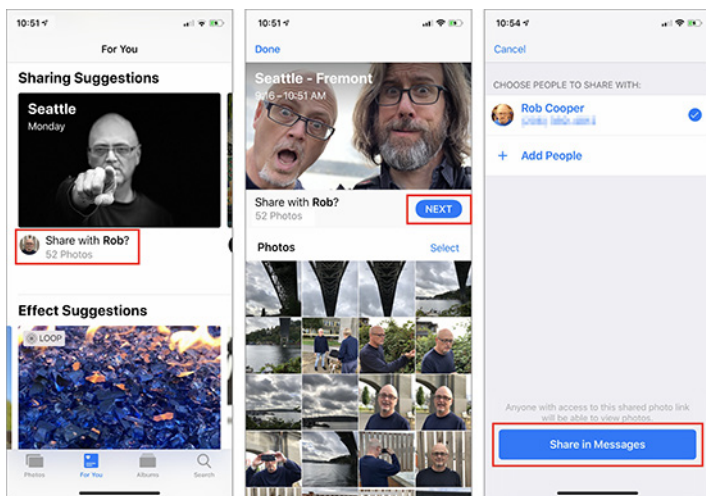 10:51
For You
Sharing Suggestions
Seattle
Monday
Share with Rob?
52 Photos
Effect Suggestions
LOOP
Photos
For You
Albums
Search
10:51
Done
Seattle - Fremont
9:16 – 10:51 AM
Share with Rob?
52 Photos
NEXT
Photos
Select
10:54
Cancel
CHOOSE PEOPLE TO SHARE WITH:
Rob Cooper
+ Add People
Anyone with access to this shared photo link
will be able to view photos.
Share in Messages